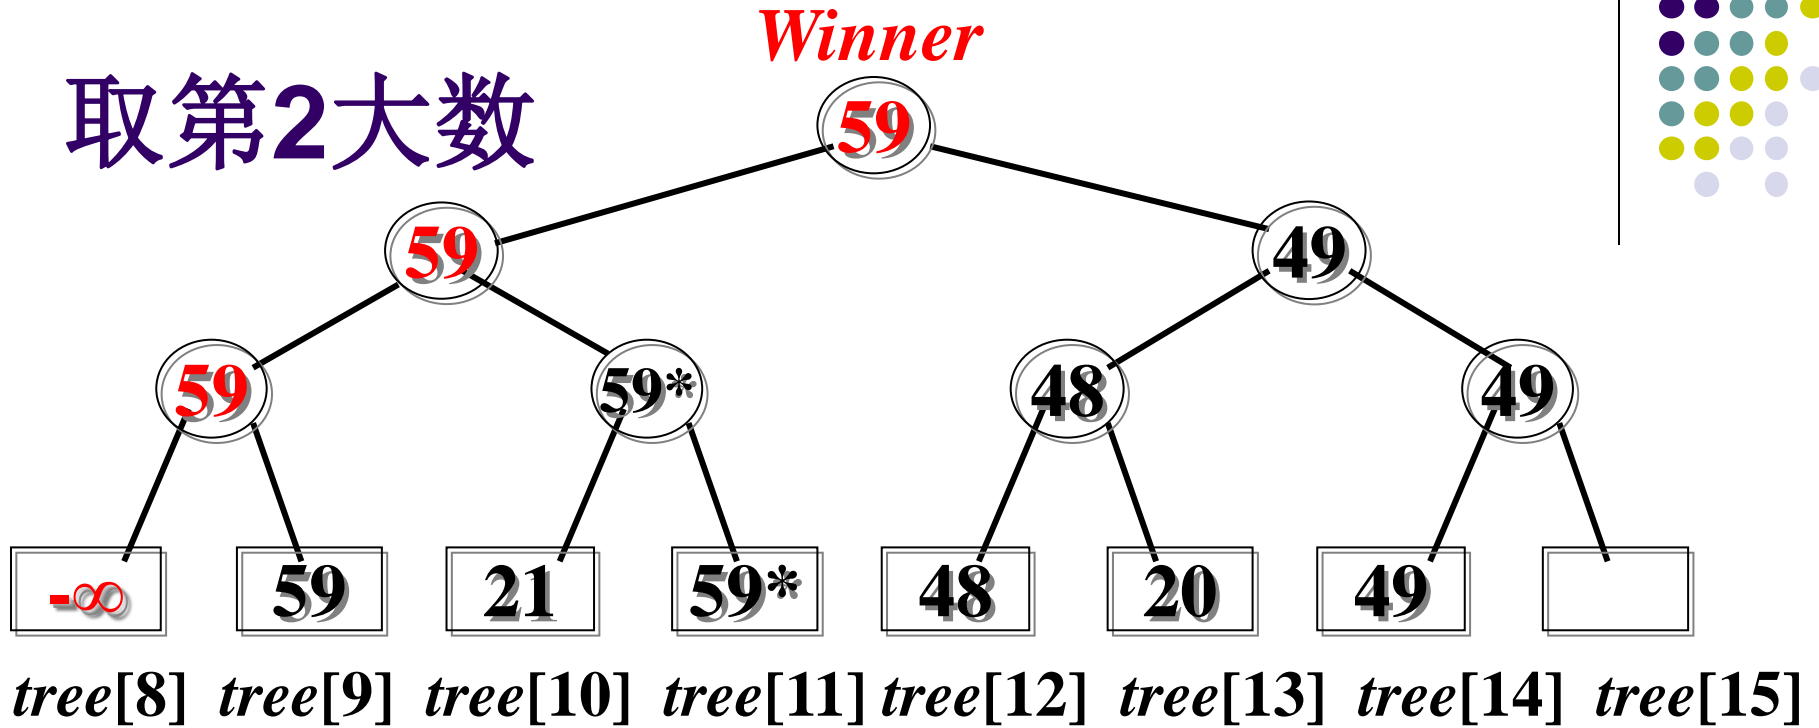 Winner
取第2大数
59
59 49
59 59* 48 49
-∞ 59 21 59* 48 20 49
tree[8] tree[9] tree[10] tree[11] tree[12] tree[13] tree[14] tree[15]